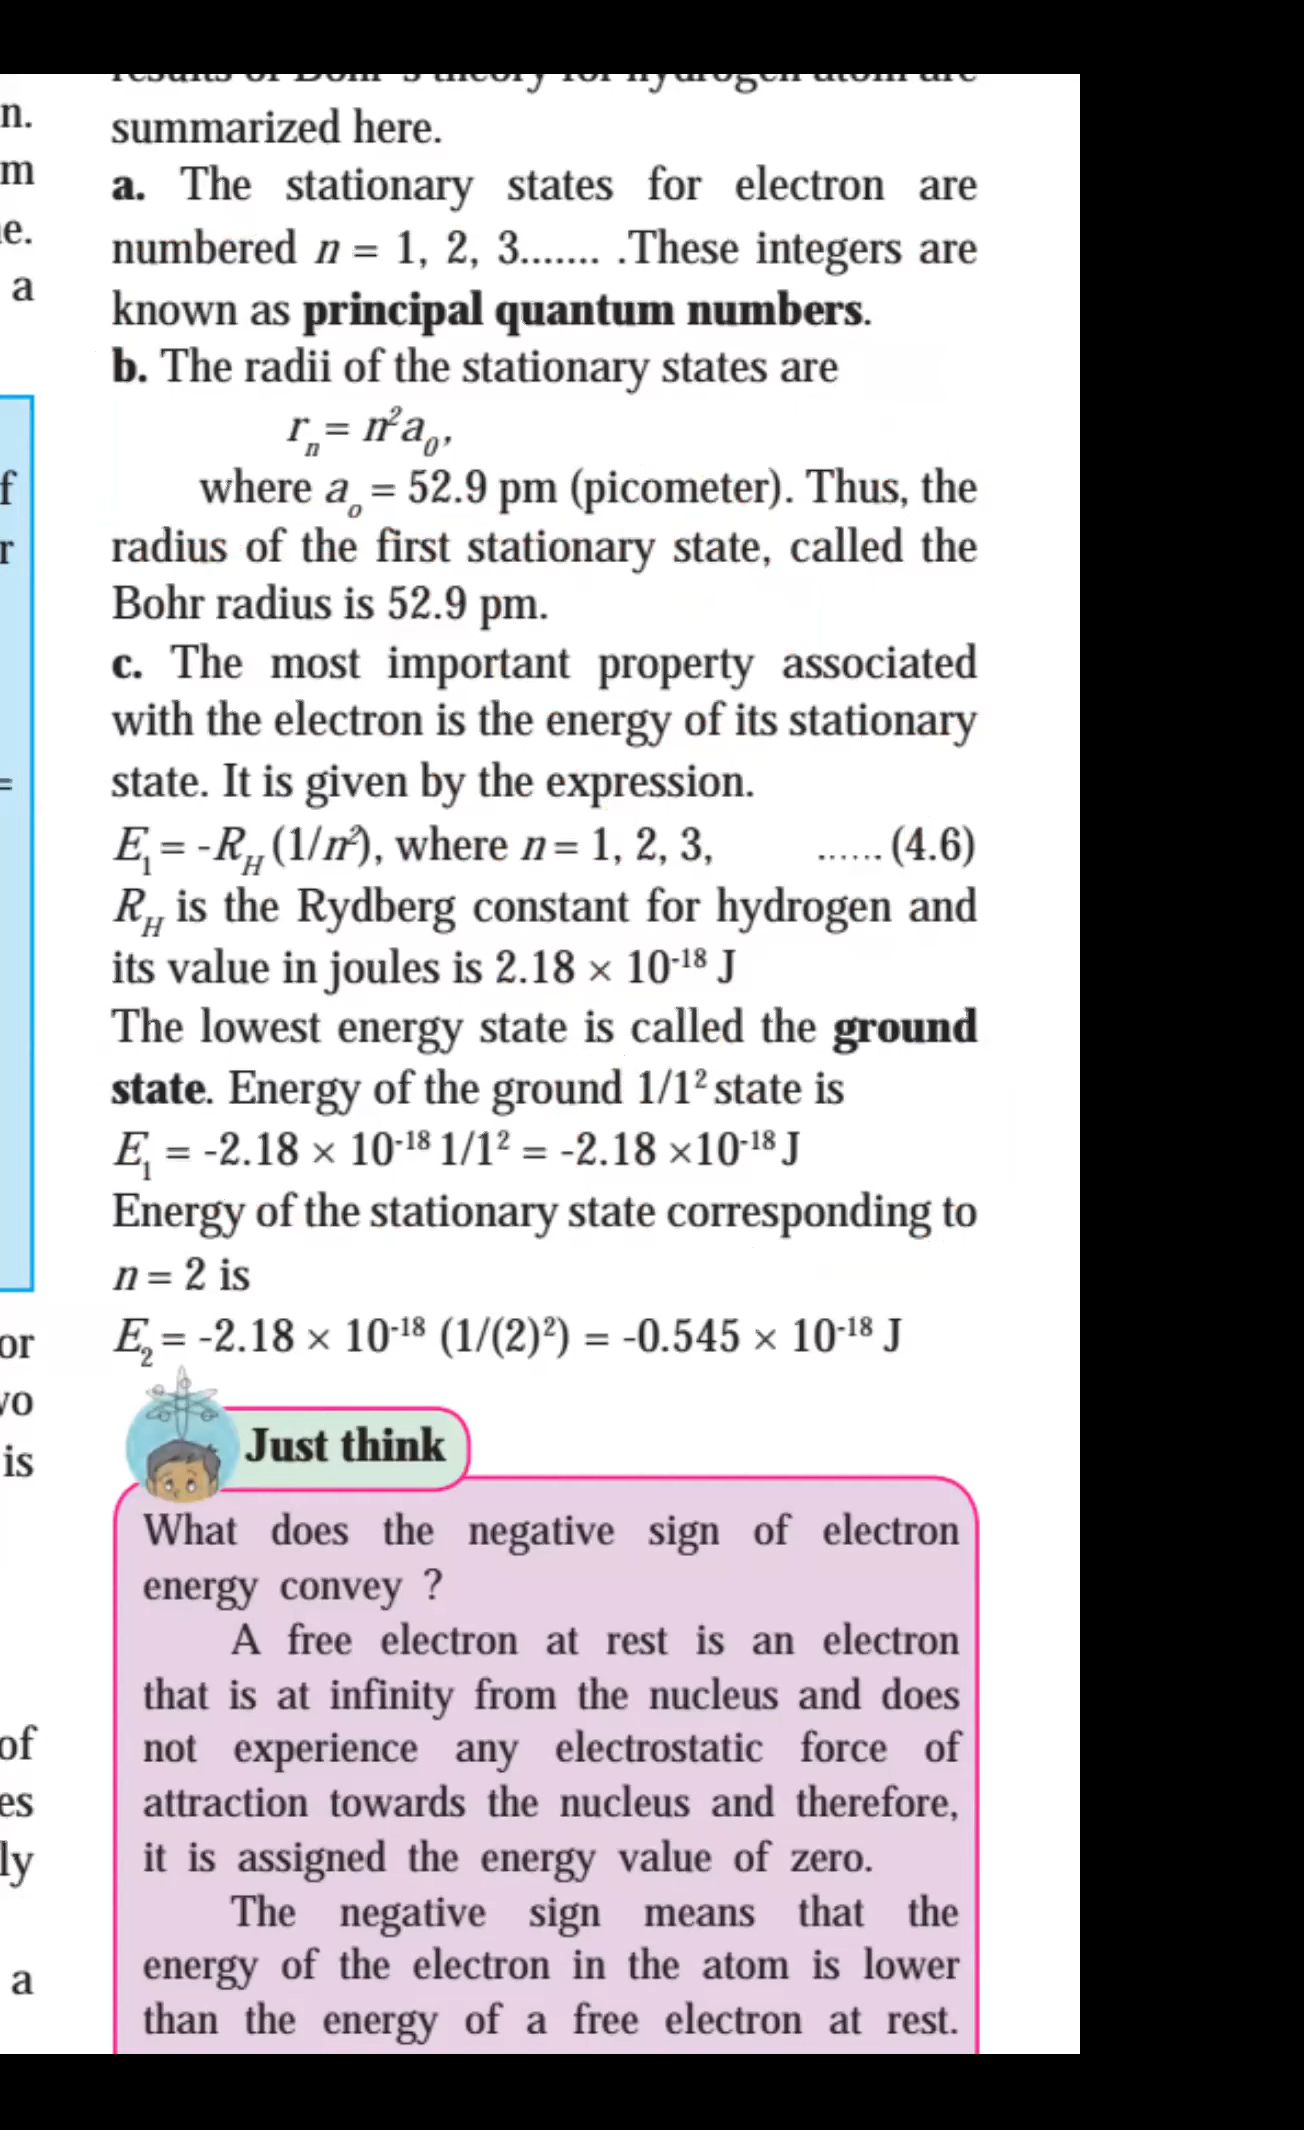 results of Bohr's theory for hydrogen atom are
summarized here.
a. The stationary states for electron are
numbered n = 1, 2, 3....... .These integers are
known as principal quantum numbers.
b. The radii of the stationary states are
rₙ = n²a₀,
where aₒ = 52.9 pm (picometer). Thus, the
radius of the first stationary state, called the
Bohr radius is 52.9 pm.
c. The most important property associated
with the electron is the energy of its stationary
state. It is given by the expression.
E₁ = -R_H (1/n²), where n = 1, 2, 3, ...... (4.6)
R_H is the Rydberg constant for hydrogen and
its value in joules is 2.18 × 10⁻¹⁸ J
The lowest energy state is called the ground
state. Energy of the ground 1/1² state is
E₁ = -2.18 × 10⁻¹⁸ 1/1² = -2.18 ×10⁻¹⁸ J
Energy of the stationary state corresponding to
n = 2 is
E₂ = -2.18 × 10⁻¹⁸ (1/(2)²) = -0.545 × 10⁻¹⁸ J
Just think
What does the negative sign of electron
energy convey ?
A free electron at rest is an electron
that is at infinity from the nucleus and does
not experience any electrostatic force of
attraction towards the nucleus and therefore,
it is assigned the energy value of zero.
The negative sign means that the
energy of the electron in the atom is lower
than the energy of a free electron at rest.